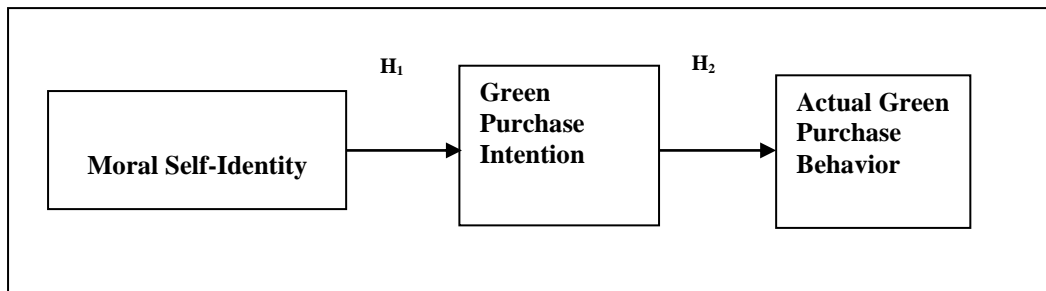 H₁
H₂
Moral Self-Identity
Green
Purchase
Intention
Actual Green
Purchase
Behavior